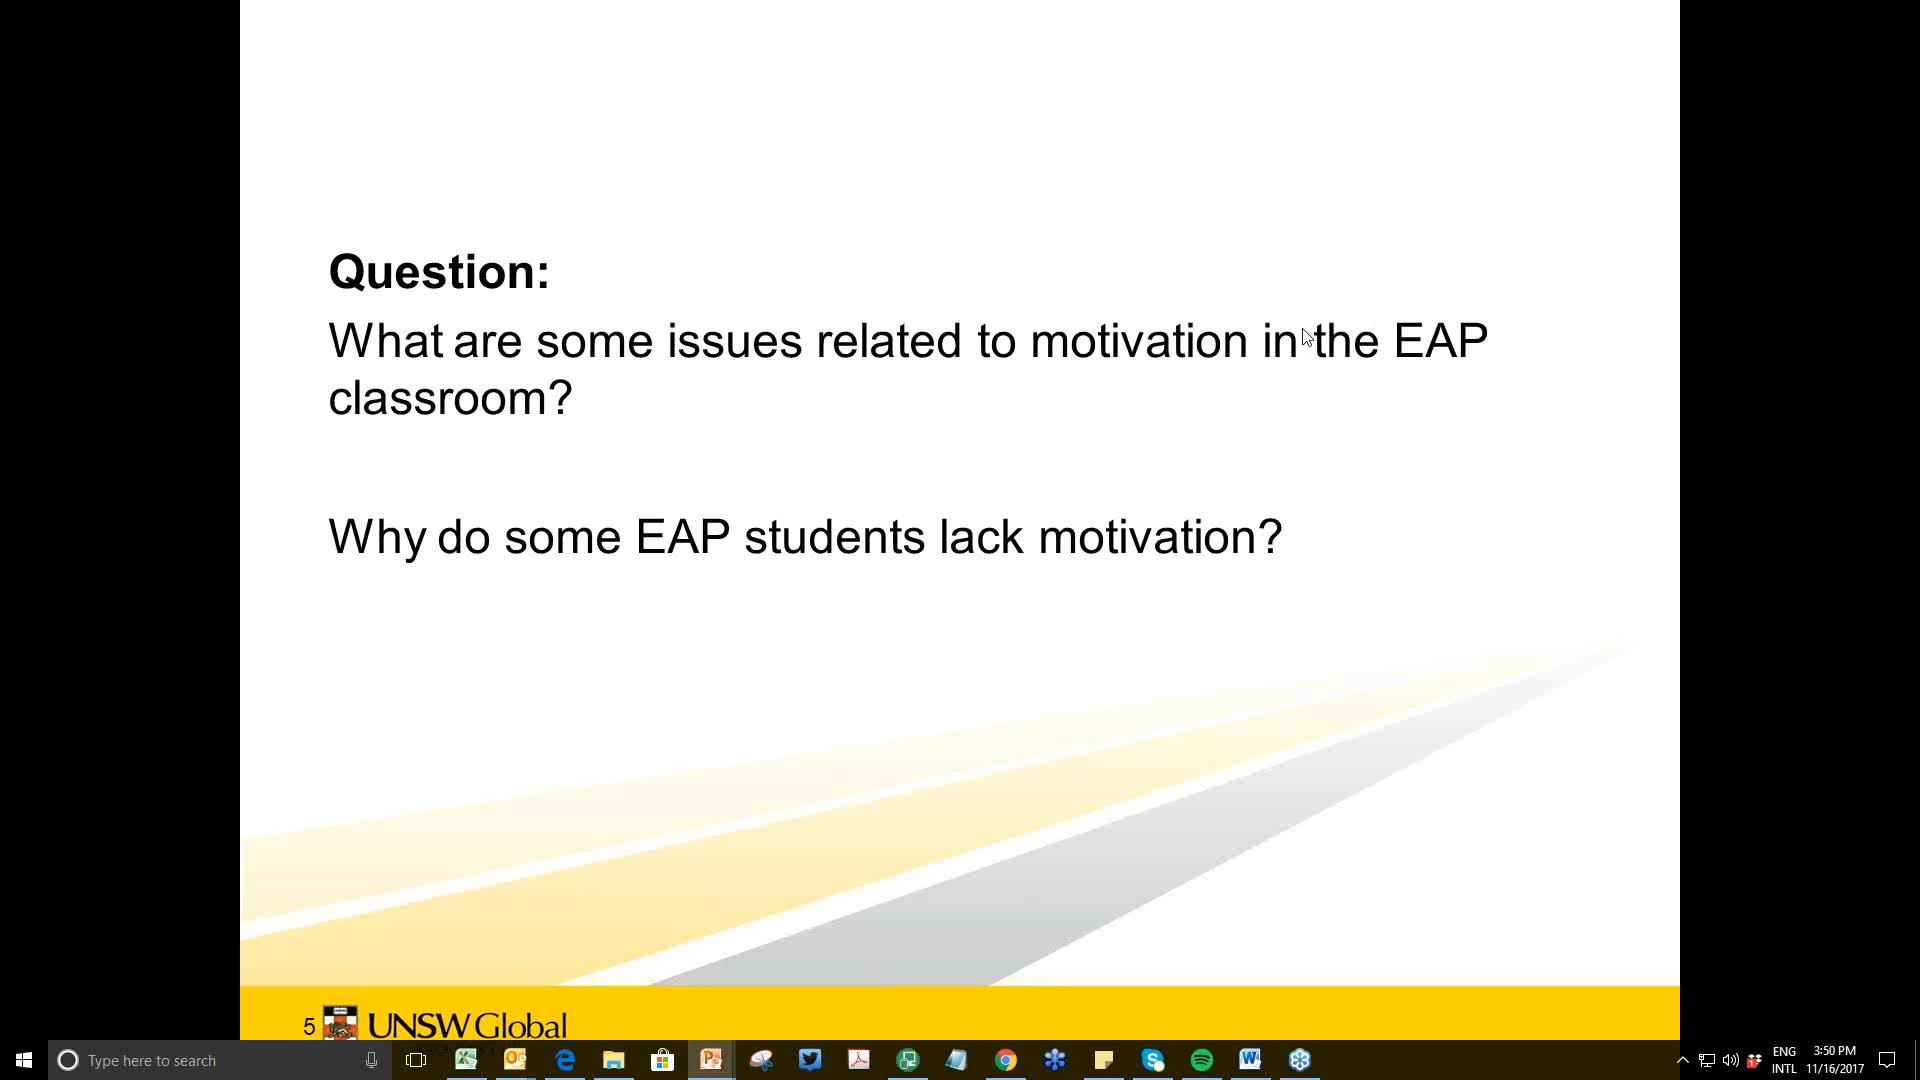 Question:
What are some issues related to motivation in the EAP
classroom?
Why do some EAP students lack motivation?
5 UNSW Global
Type here to search
ENG
INTL
3:50 PM
11/16/2017